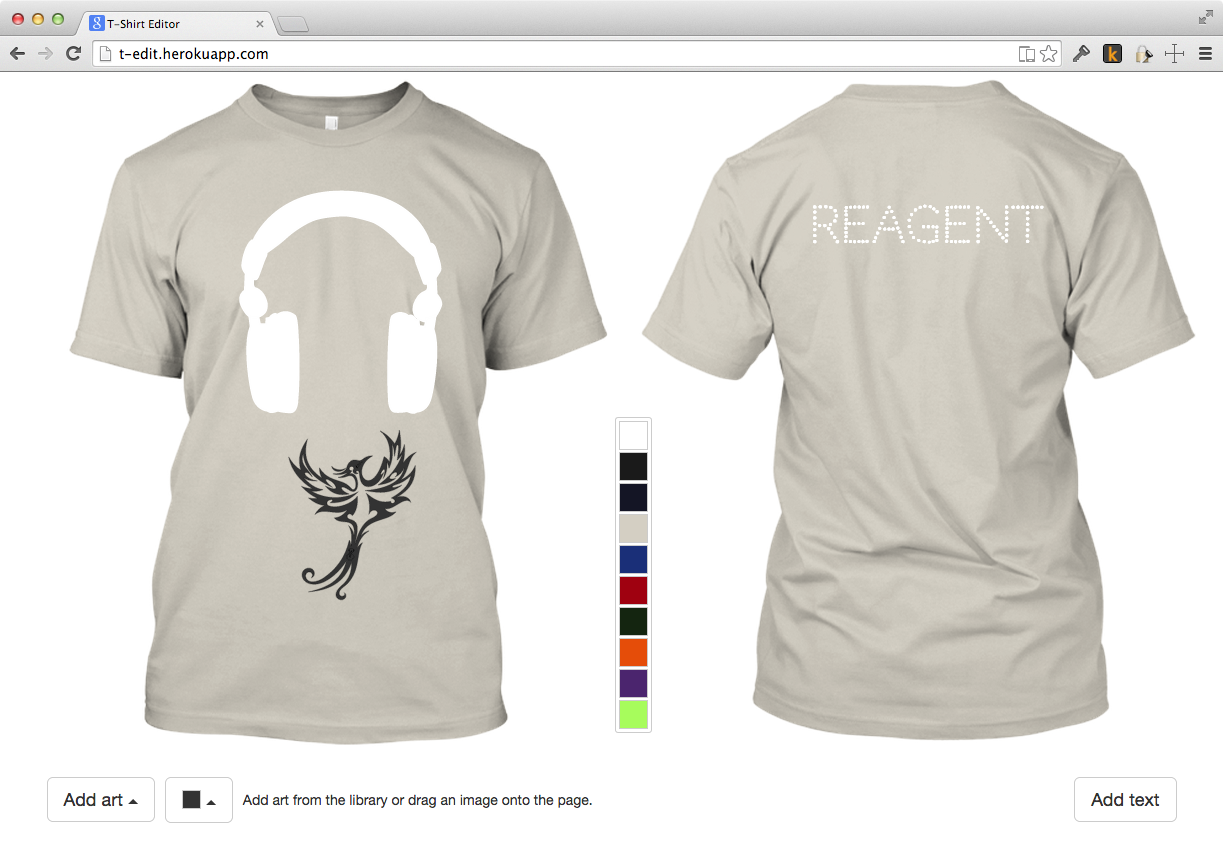 T-Shirt Editor
t-edit.herokuapp.com
REAGENT
Add art
Add art from the library or drag an image onto the page.
Add text